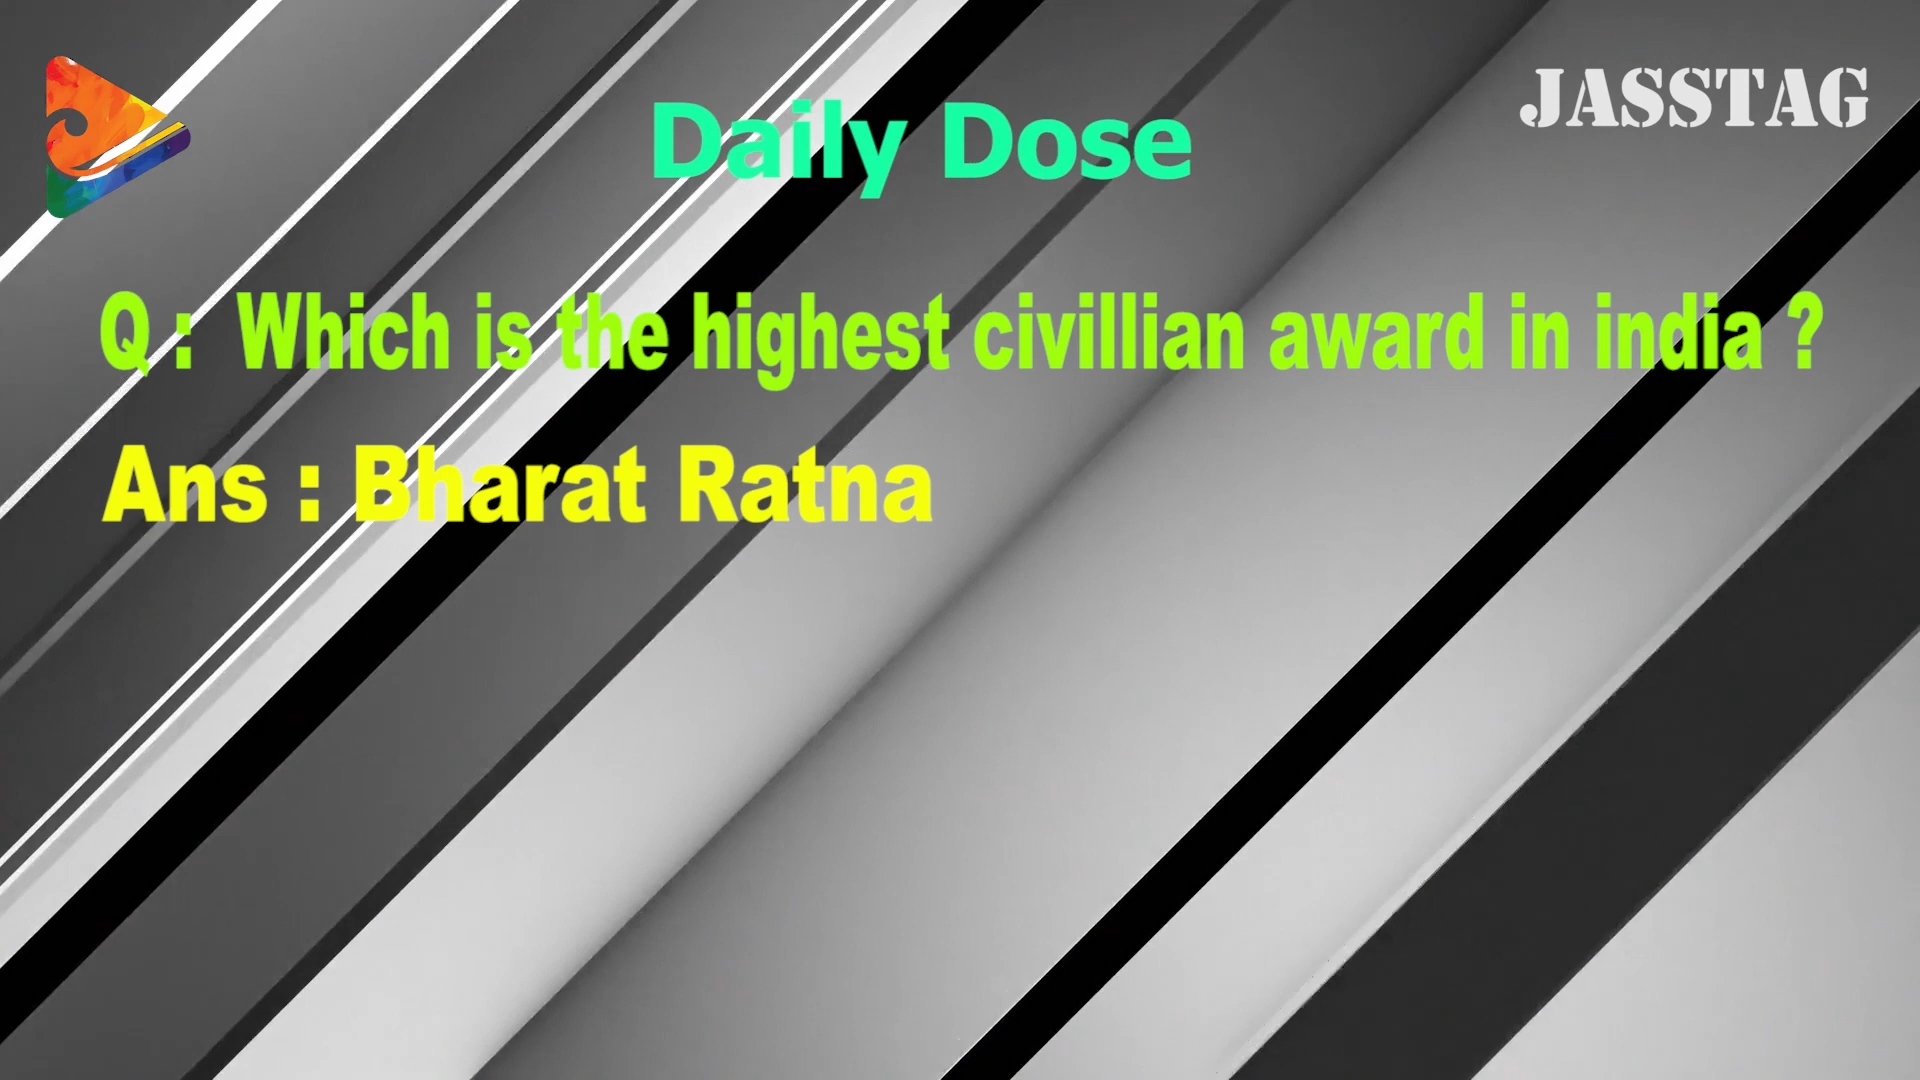 JASSTAG
Daily Dose
Q : Which is the highest civillian award in india ?
Ans : Bharat Ratna